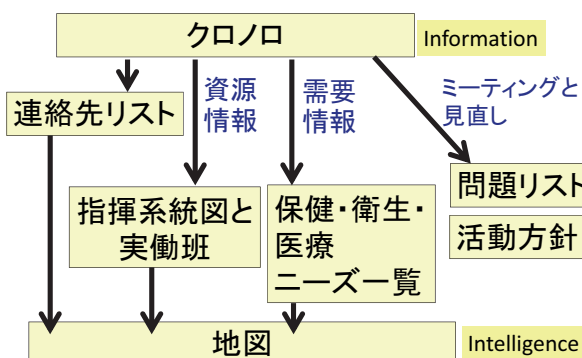 クロノロ
Information
連絡先リスト
資源
情報
需要
情報
ミーティングと
見直し
指揮系統図と
実働班
保健・衛生・
医療
ニーズ一覧
問題リスト
活動方針
地図
Intelligence